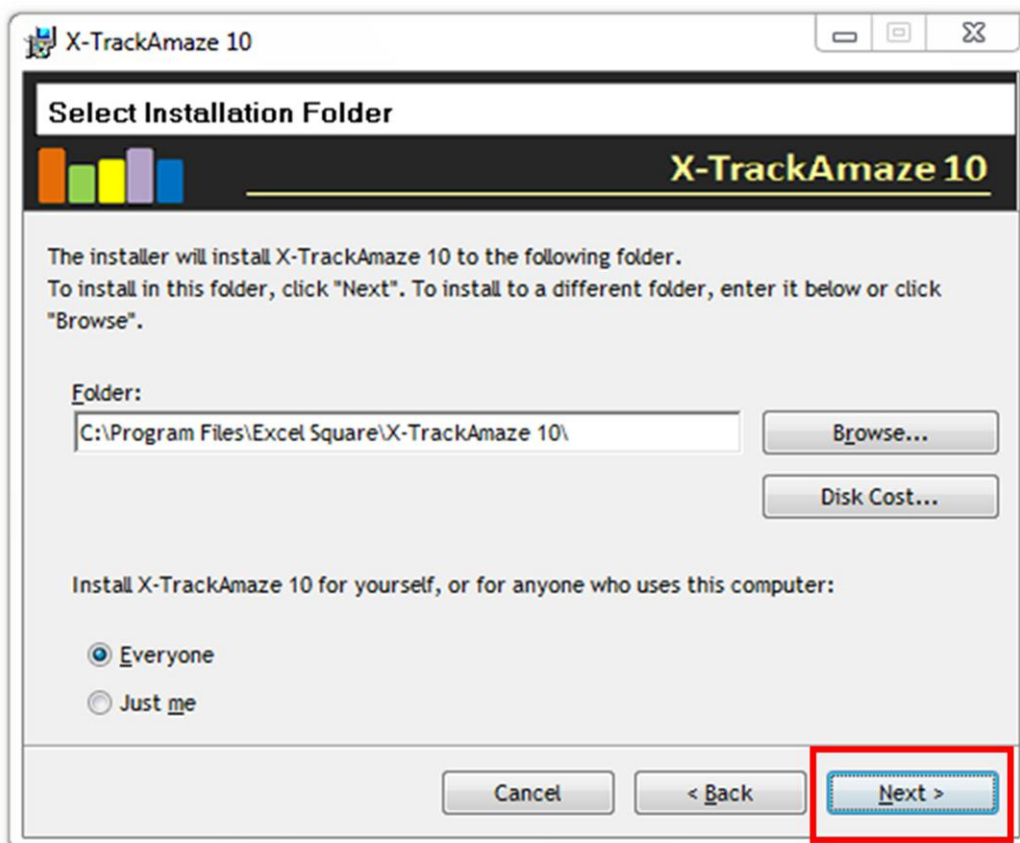 X-TrackAmaze 10
Select Installation Folder
X-TrackAmaze 10
The installer will install X-TrackAmaze 10 to the following folder.
To install in this folder, click "Next". To install to a different folder, enter it below or click
"Browse".
Folder:
C:\Program Files\Excel Square\X-TrackAmaze 10\
Browse...
Disk Cost...
Install X-TrackAmaze 10 for yourself, or for anyone who uses this computer:
Everyone
Just me
Cancel
< Back
Next >